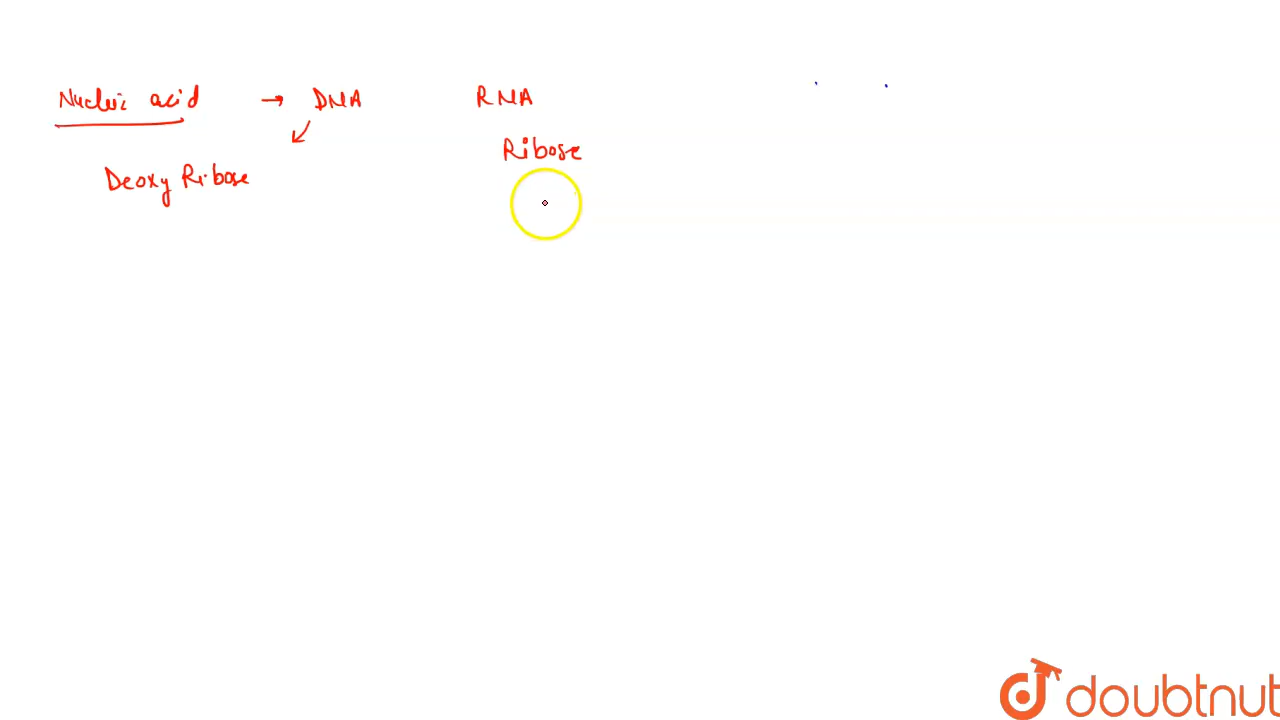 Nucleic acid → DNA RNA
Ribose
Deoxy Ribose
doubtnut